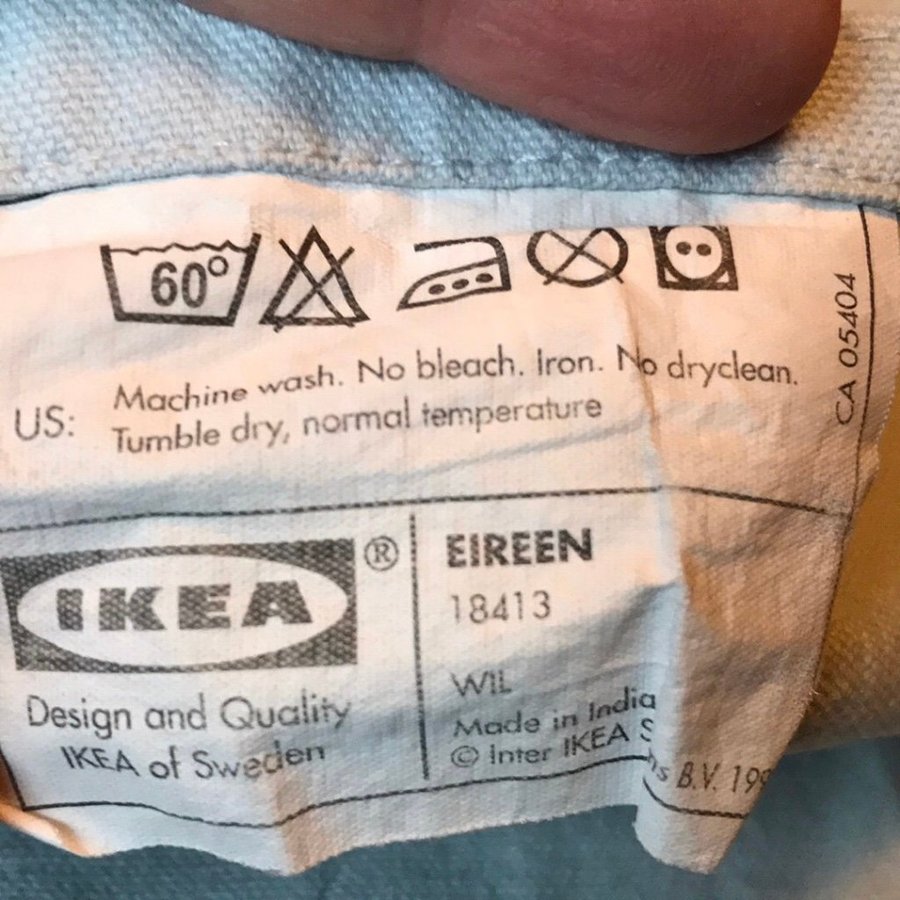 60°
US: Machine wash. No bleach. Iron. No dryclean.
Tumble dry, normal temperature
CA 05404
IKEA ®
Design and Quality
IKEA of Sweden
EIREEN
18413
WIL
Made in India
© Inter IKEA S
B.V. 199